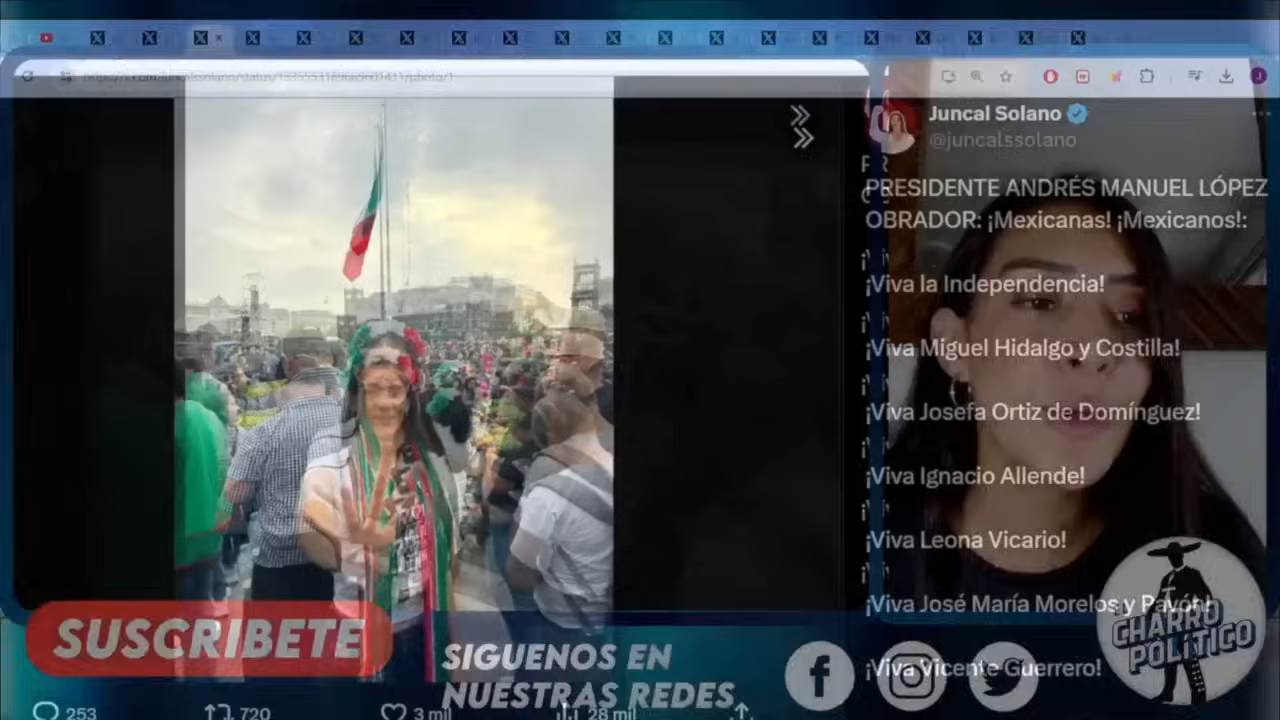 Juncal Solano
@juncalssolano
PRESIDENTE ANDRÉS MANUEL LÓPEZ
OBRADOR: ¡Mexicanas! ¡Mexicanos!:
¡Viva la Independencia!
¡Viva Miguel Hidalgo y Costilla!
¡Viva Josefa Ortiz de Domínguez!
¡Viva Ignacio Allende!
¡Viva Leona Vicario!
¡Viva José María Morelos y Pavón!
¡Viva Vicente Guerrero!
CHARRO
POLÍTICO
SUSCRIBETE
SIGUENOS EN
NUÉSTRAS REDES
253
720
3 mil
28 mil